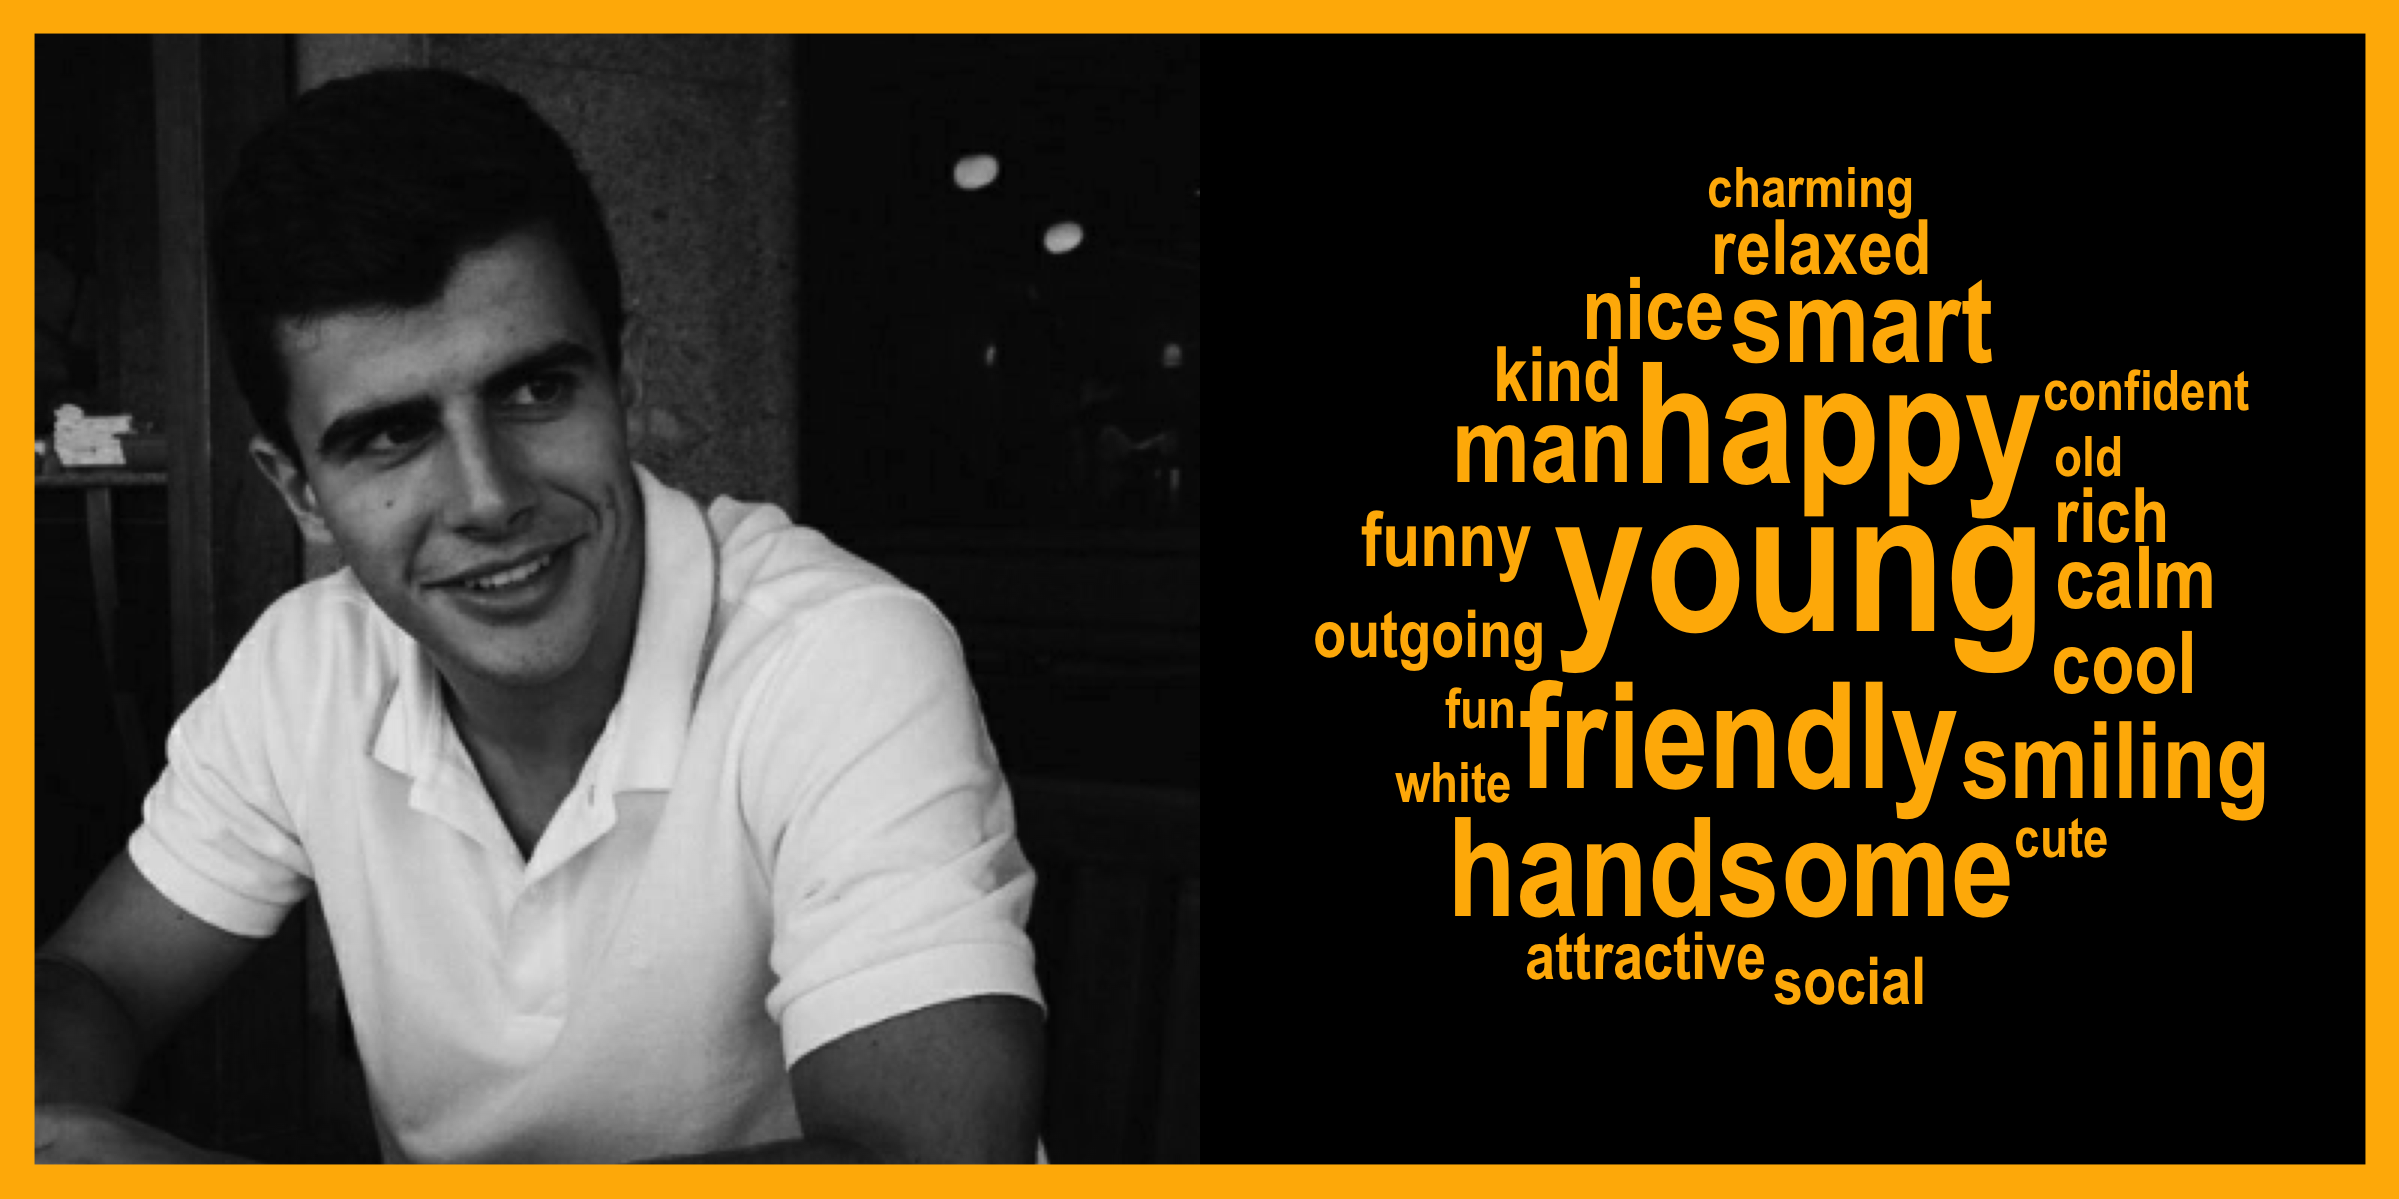 charming
relaxed
nice smart
kind happy confident
man old
rich
funny young calm
outgoing cool
fun friendly smiling
white
handsome cute
attractive social